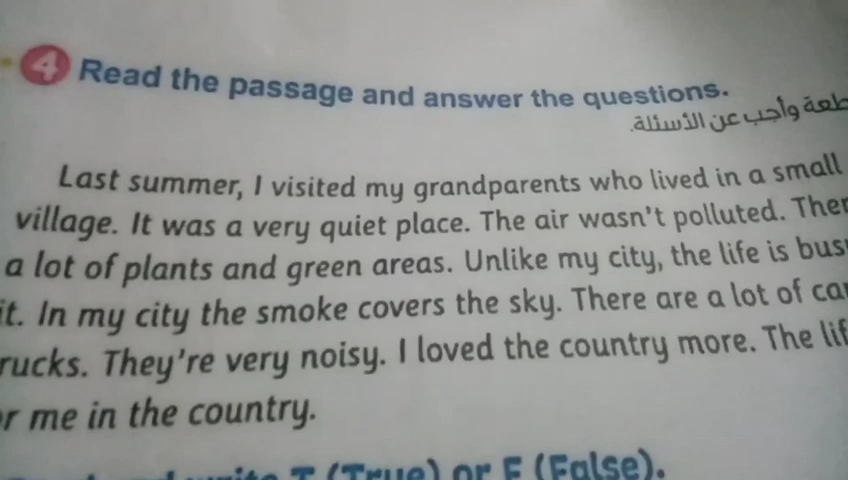 4 Read the passage and answer the questions.
وأجب عن الأسئلة.
Last summer, I visited my grandparents who lived in a small
village. It was a very quiet place. The air wasn't polluted.
a lot of plants and green areas. Unlike my city, the life is
it. In my city the smoke covers the sky. There are a lot of
They're very noisy. I loved the country more. The
me in the country.
write T (True) or F (False).